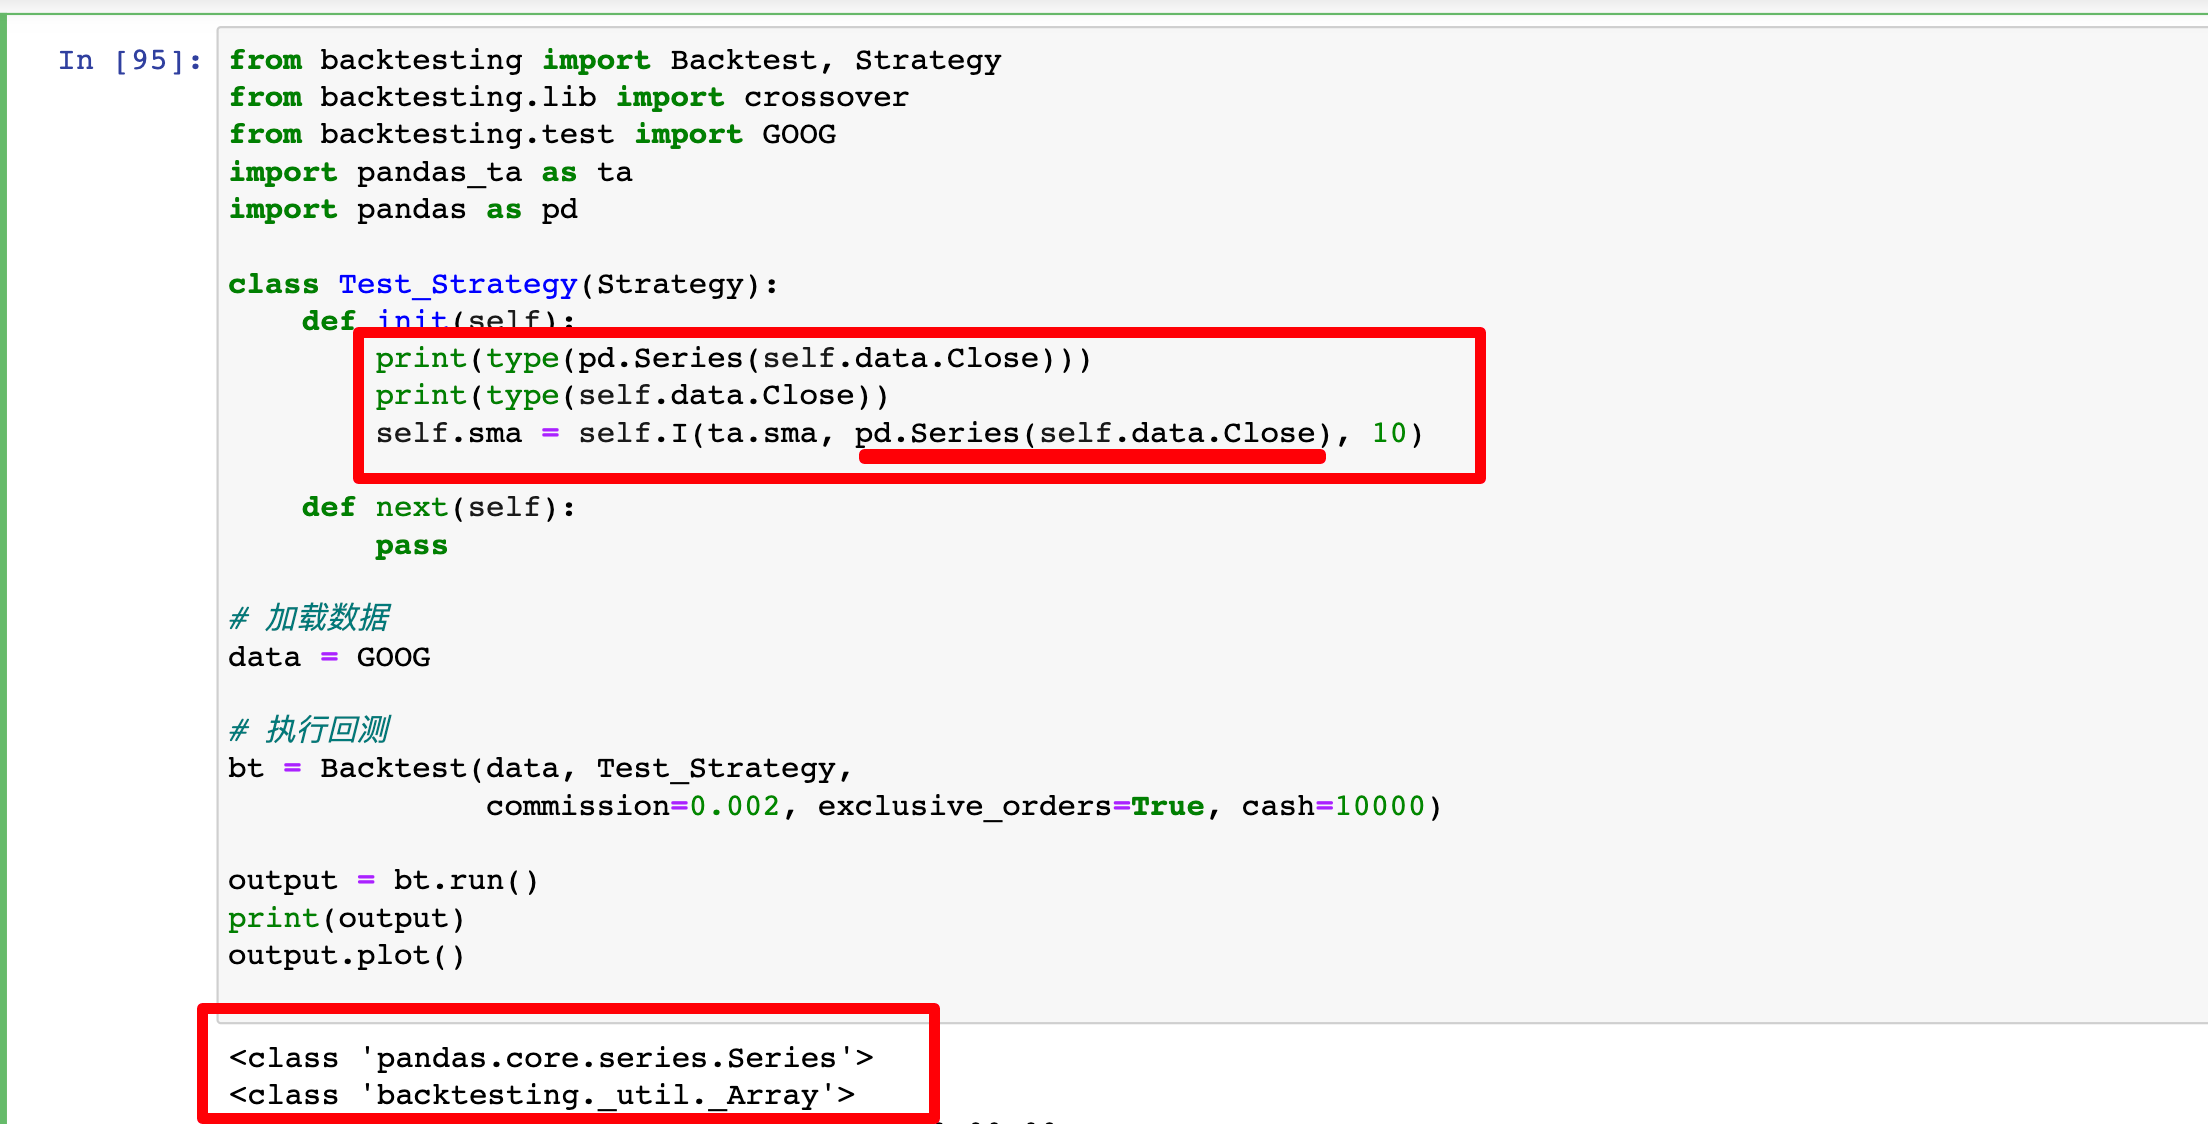 In [95]:
from backtesting import Backtest, Strategy
from backtesting.lib import crossover
from backtesting.test import GOOG
import pandas_ta as ta
import pandas as pd
class Test_Strategy(Strategy):
def init(self):
print(type(pd.Series(self.data.Close)))
print(type(self.data.Close))
self.sma = self.I(ta.sma, pd.Series(self.data.Close), 10)
def next(self):
pass
# 加载数据
data = GOOG
# 执行回测
bt = Backtest(data, Test_Strategy,
commission=0.002, exclusive_orders=True, cash=10000)
output = bt.run()
print(output)
output.plot()
<class 'pandas.core.series.Series'>
<class 'backtesting._util._Array'>